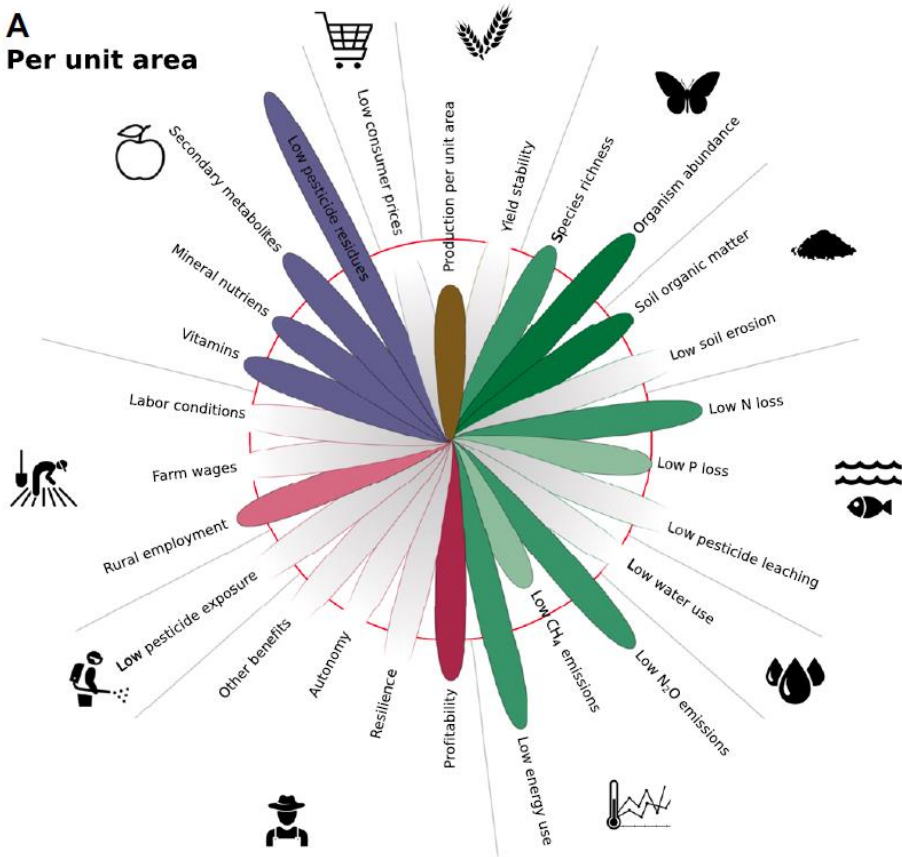 A
Per unit area
Low consumer prices
Production per unit area
Yield stability
Species richness
Organism abundance
Soil organic matter
Low soil erosion
Low N loss
Low P loss
Low pesticide leaching
Low water use
Low N₂O emissions
Low CH₄ emissions
Low energy use
Profitability
Resilience
Autonomy
Other benefits
Low pesticide exposure
Rural employment
Farm wages
Labor conditions
Vitamins
Mineral nutriens
Secondary metabolites
Low pesticide residues